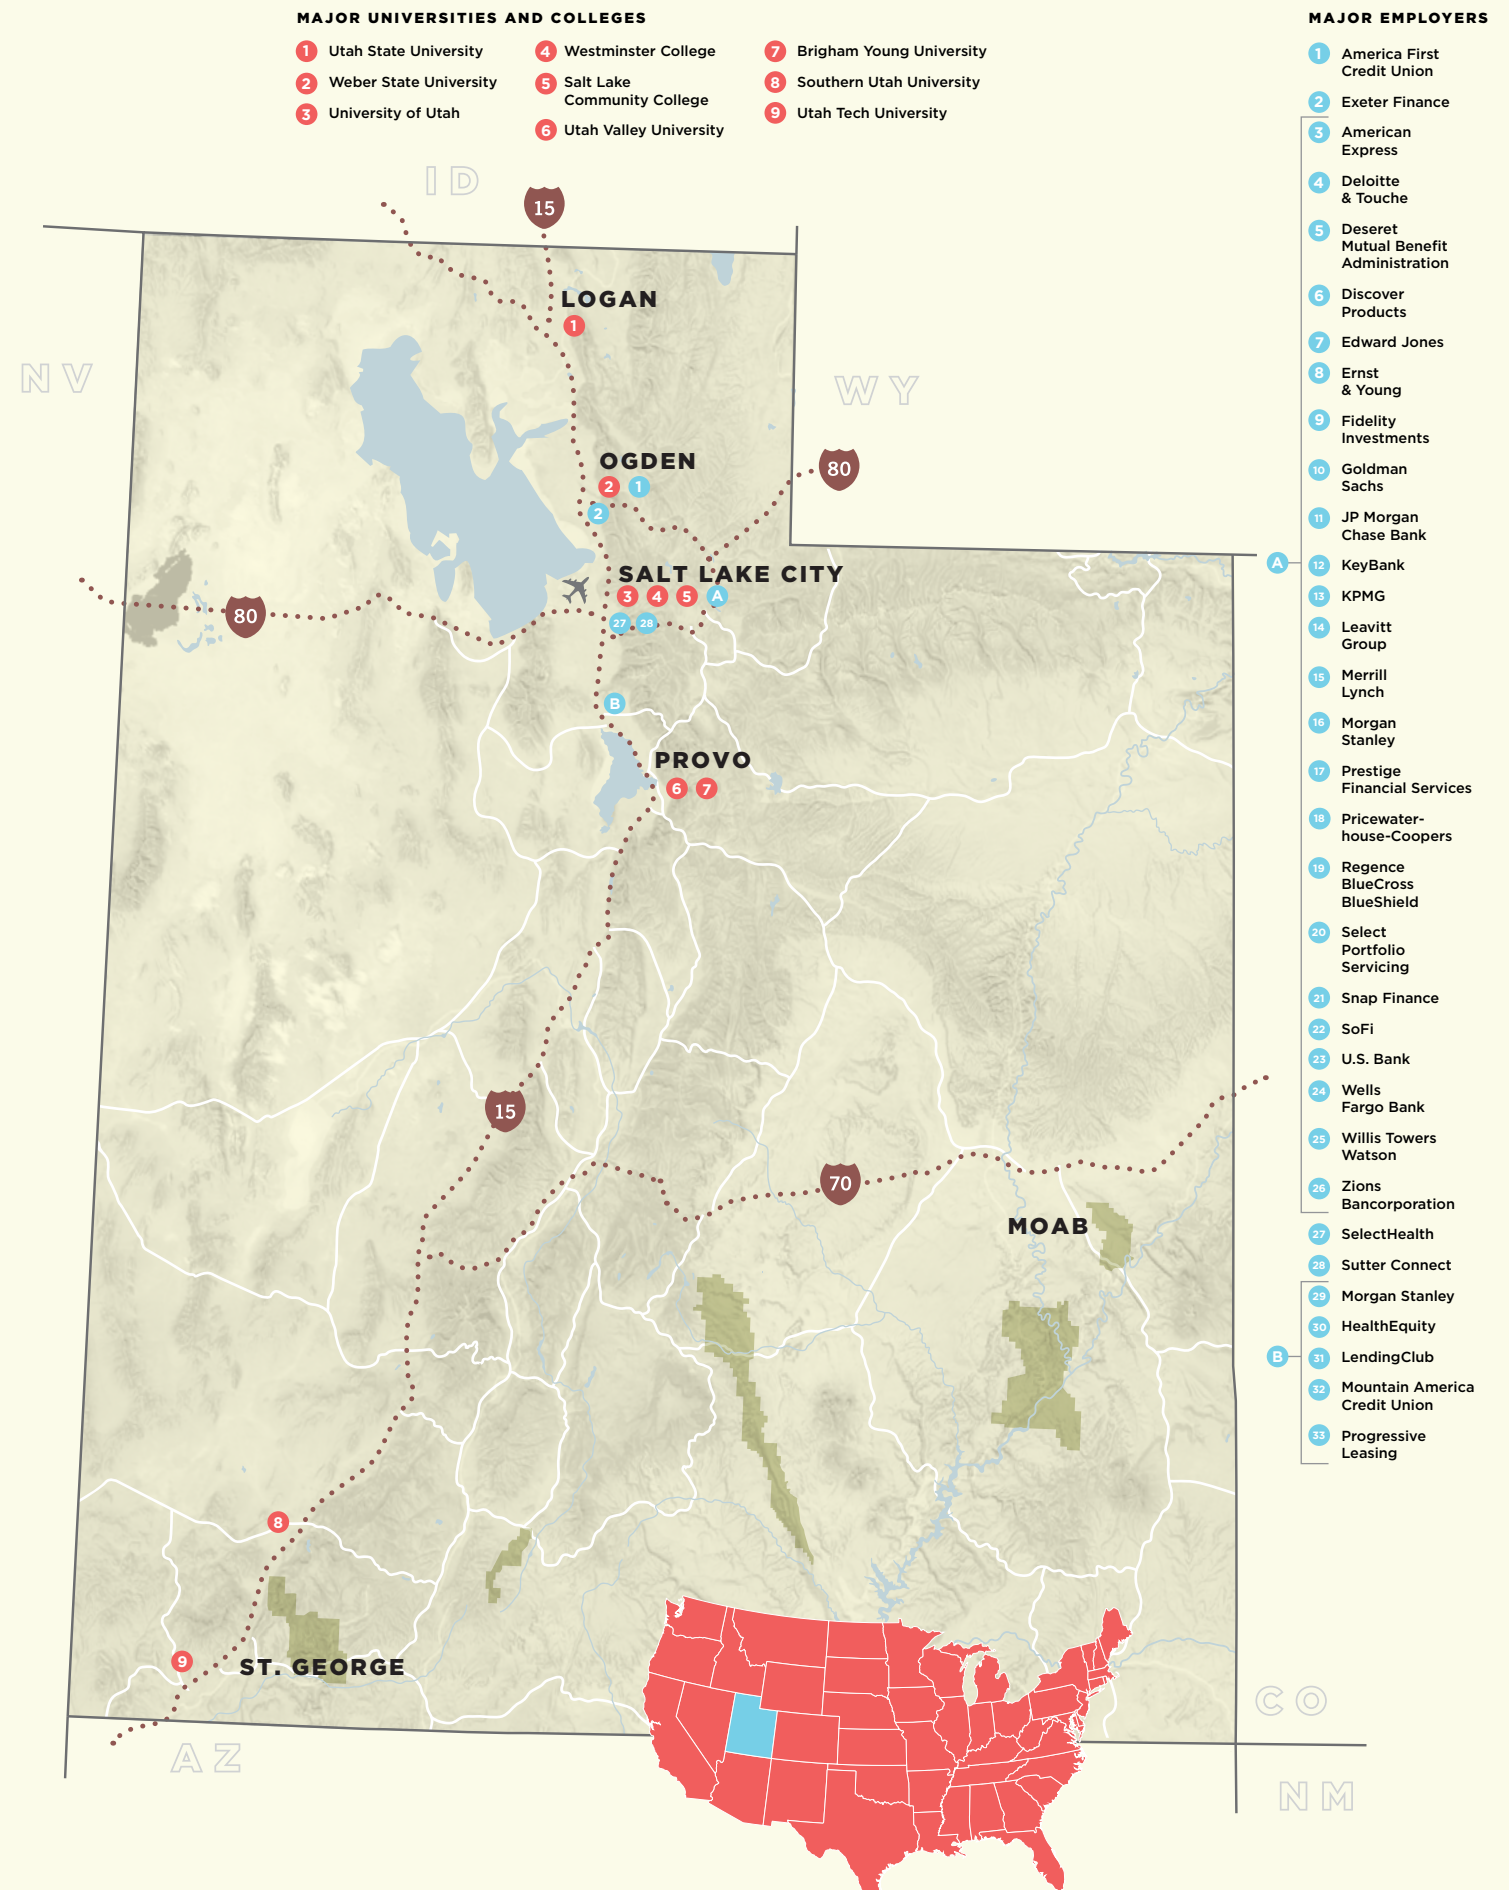 MAJOR UNIVERSITIES AND COLLEGES
1 Utah State University
2 Weber State University
3 University of Utah
4 Westminster College
5 Salt Lake
Community College
6 Utah Valley University
7 Brigham Young University
8 Southern Utah University
9 Utah Tech University
MAJOR EMPLOYERS
1 America First
Credit Union
2 Exeter Finance
3 American
Express
4 Deloitte
& Touche
5 Deseret
Mutual Benefit
Administration
6 Discover
Products
7 Edward Jones
8 Ernst
& Young
9 Fidelity
Investments
10 Goldman
Sachs
11 JP Morgan
Chase Bank
A
12 KeyBank
13 KPMG
14 Leavitt
Group
15 Merrill
Lynch
16 Morgan
Stanley
17 Prestige
Financial Services
18 Pricewater-
house-Coopers
19 Regence
BlueCross
BlueShield
20 Select
Portfolio
Servicing
21 Snap Finance
22 SoFi
23 U.S. Bank
24 Wells
Fargo Bank
25 Willis Towers
Watson
26 Zions
Bancorporation
27 SelectHealth
28 Sutter Connect
29 Morgan Stanley
30 HealthEquity
B
31 LendingClub
32 Mountain America
Credit Union
33 Progressive
Leasing
ID
15
LOGAN
1
NV
WY
OGDEN
80
2 1
2
SALT LAKE CITY
3 4 5 A
80
27 28
B
PROVO
6 7
15
70
MOAB
8
9
ST. GEORGE
CO
AZ
NM